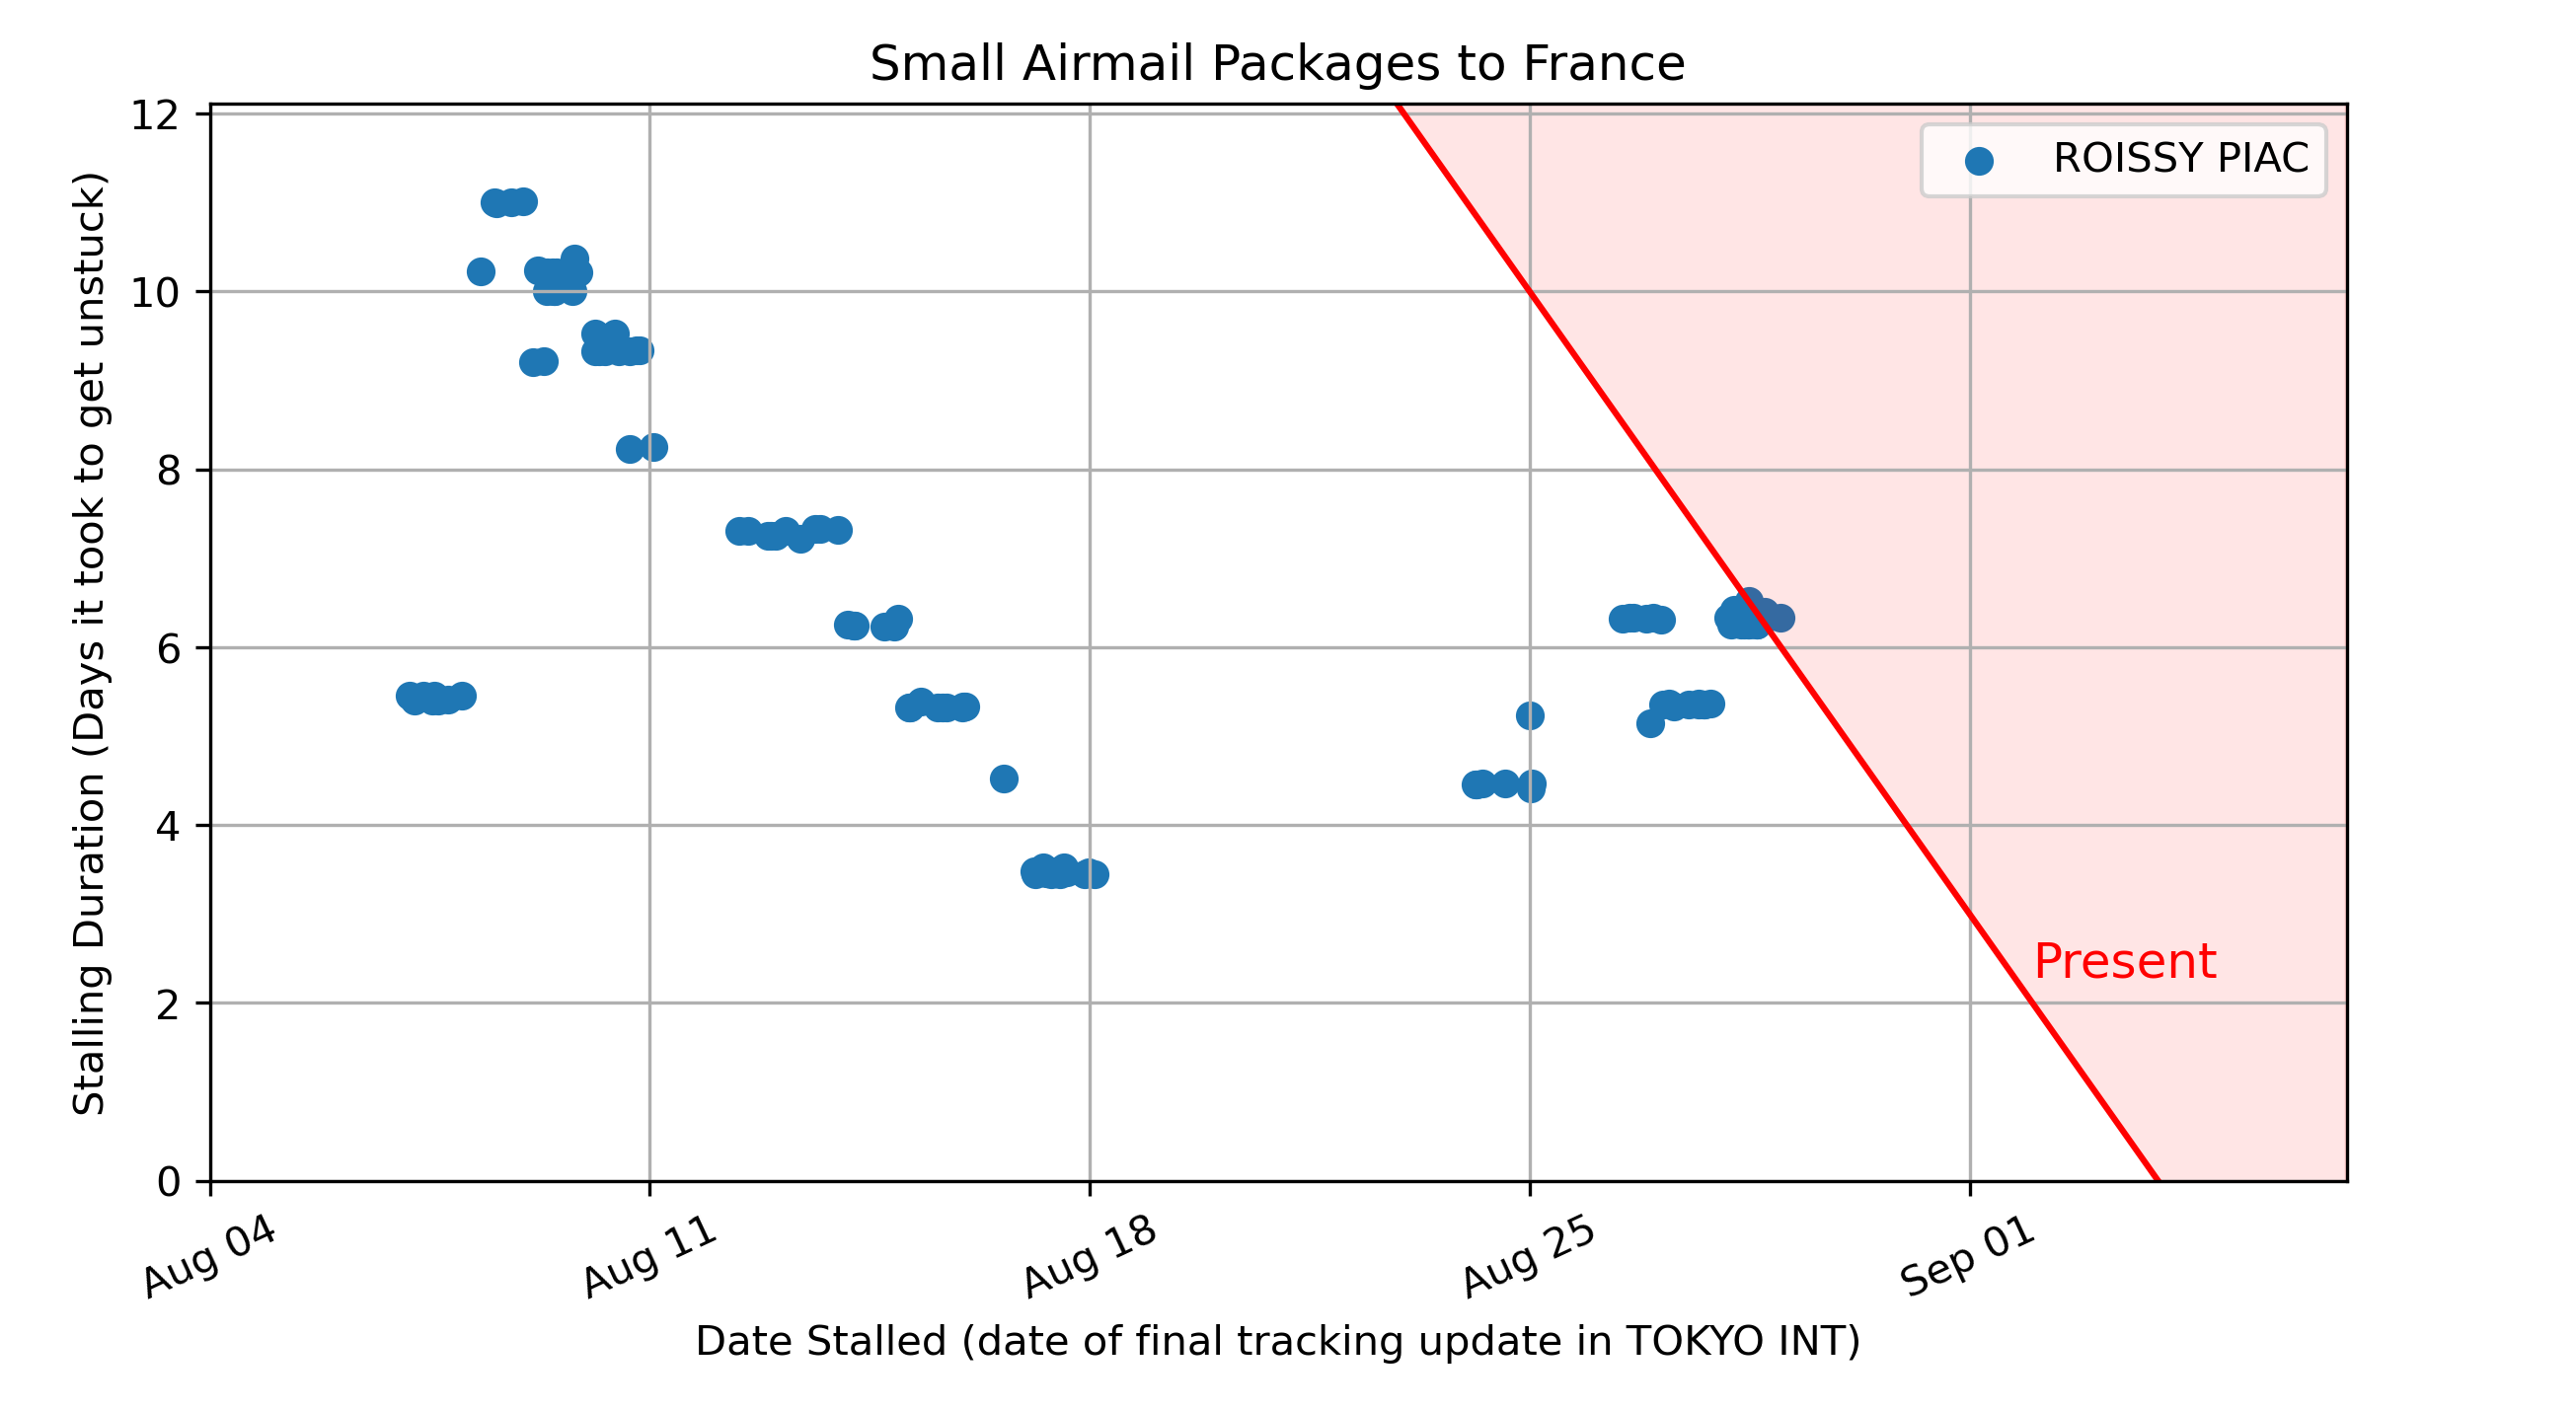 Small Airmail Packages to France
Stalling Duration (Days it took to get unstuck)
12
10
8
6
4
2
0
ROISSY PIAC
Present
Aug 04
Aug 11
Aug 18
Aug 25
Sep 01
Date Stalled (date of final tracking update in TOKYO INT)